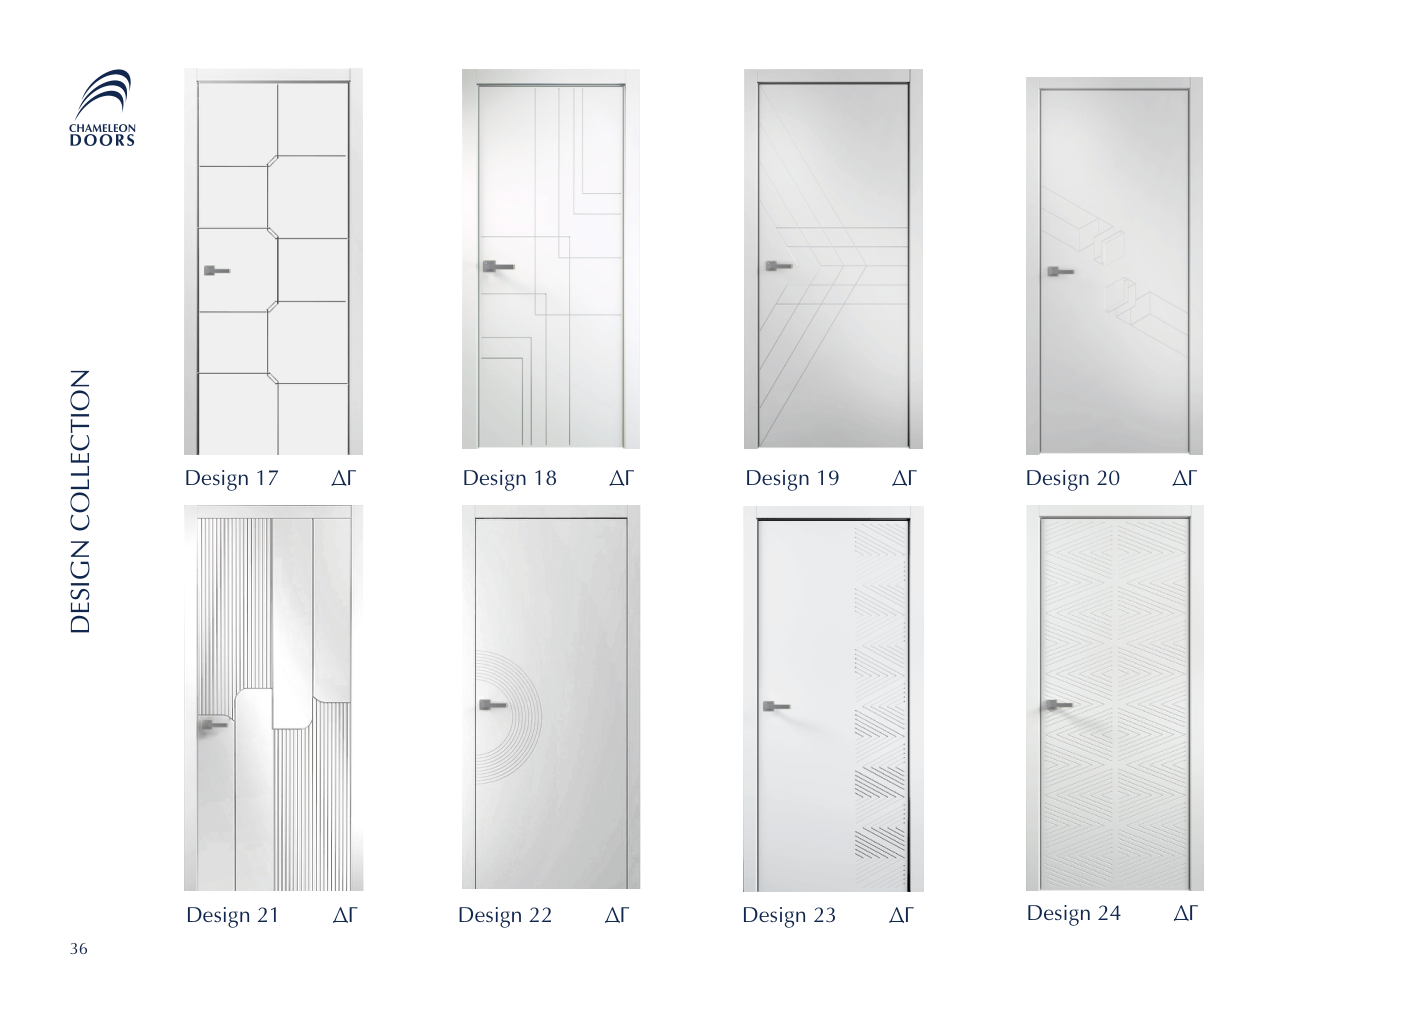 CHAMELEON
DOORS
DESIGN COLLECTION
Design 17 ΔΓ
Design 18 ΔΓ
Design 19 ΔΓ
Design 20 ΔΓ
Design 21 ΔΓ
Design 22 ΔΓ
Design 23 ΔΓ
Design 24 ΔΓ
36